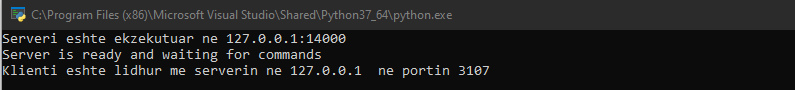 C:\Program Files (x86)\Microsoft Visual Studio\Shared\Python37_64\python.exe
Serveri eshte ekzekutuar ne 127.0.0.1:14000
Server is ready and waiting for commands
Klienti eshte lidhur me serverin ne 127.0.0.1  ne portin 3107